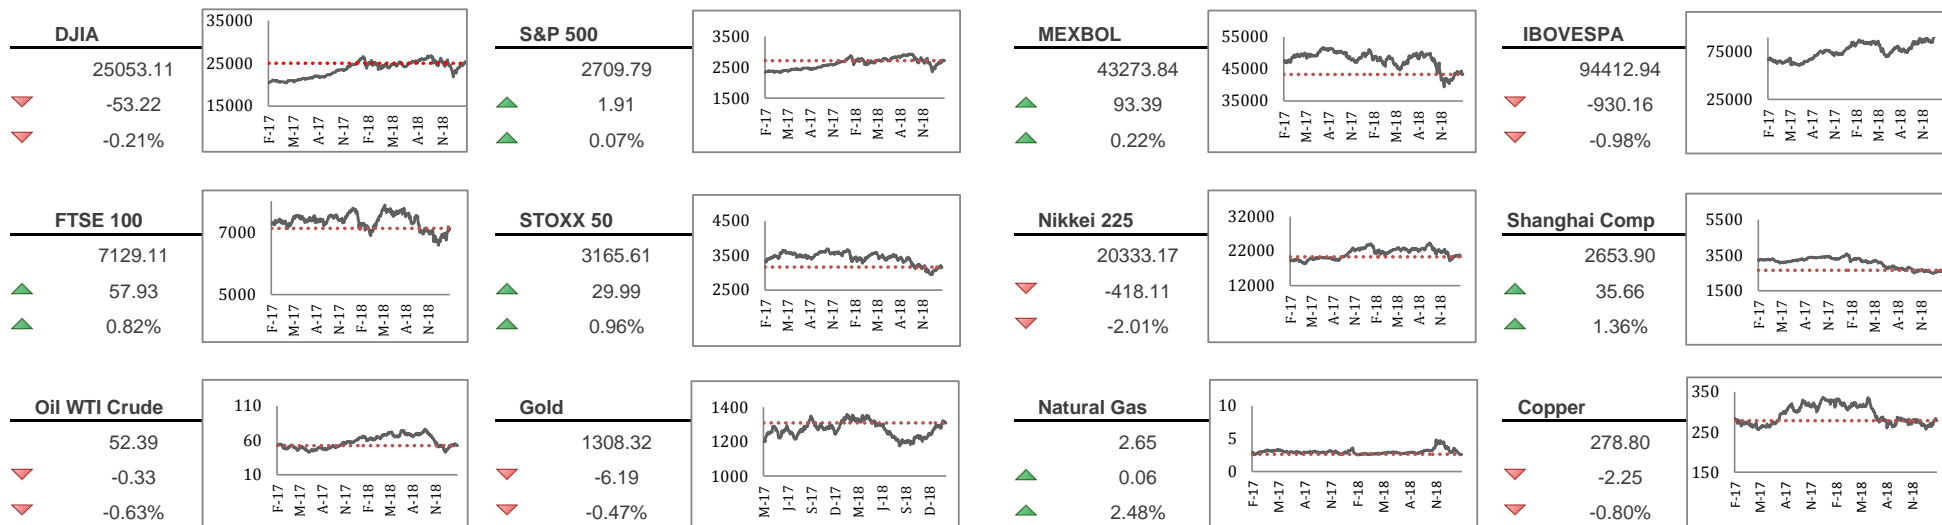 DJIA
25053.11
-53.22
-0.21%
35000
25000
15000
F-17 M-17 A-17 N-17 F-18 M-18 A-18 N-18
S&P 500
2709.79
1.91
0.07%
3500
2500
1500
F-17 M-17 A-17 N-17 F-18 M-18 A-18 N-18
MEXBOL
43273.84
93.39
0.22%
55000
45000
35000
F-17 M-17 A-17 N-17 F-18 M-18 A-18 N-18
IBOVESPA
94412.94
-930.16
-0.98%
75000
25000
F-17 M-17 A-17 N-17 F-18 M-18 A-18 N-18
FTSE 100
7129.11
57.93
0.82%
7000
5000
F-17 M-17 A-17 N-17 F-18 M-18 A-18 N-18
STOXX 50
3165.61
29.99
0.96%
4500
3500
2500
F-17 M-17 A-17 N-17 F-18 M-18 A-18 N-18
Nikkei 225
20333.17
-418.11
-2.01%
32000
22000
12000
F-17 M-17 A-17 N-17 F-18 M-18 A-18 N-18
Shanghai Comp
2653.90
35.66
1.36%
5500
3500
1500
F-17 M-17 A-17 N-17 F-18 M-18 A-18 N-18
Oil WTI Crude
52.39
-0.33
-0.63%
110
60
10
F-17 M-17 A-17 N-17 F-18 M-18 A-18 N-18
Gold
1308.32
-6.19
-0.47%
1400
1200
1000
M-17 J-17 S-17 D-17 M-18 J-18 S-18 D-18
Natural Gas
2.65
0.06
2.48%
10
5
0
F-17 M-17 A-17 N-17 F-18 M-18 A-18 N-18
Copper
278.80
-2.25
-0.80%
350
250
150
F-17 M-17 A-17 N-17 F-18 M-18 A-18 N-18